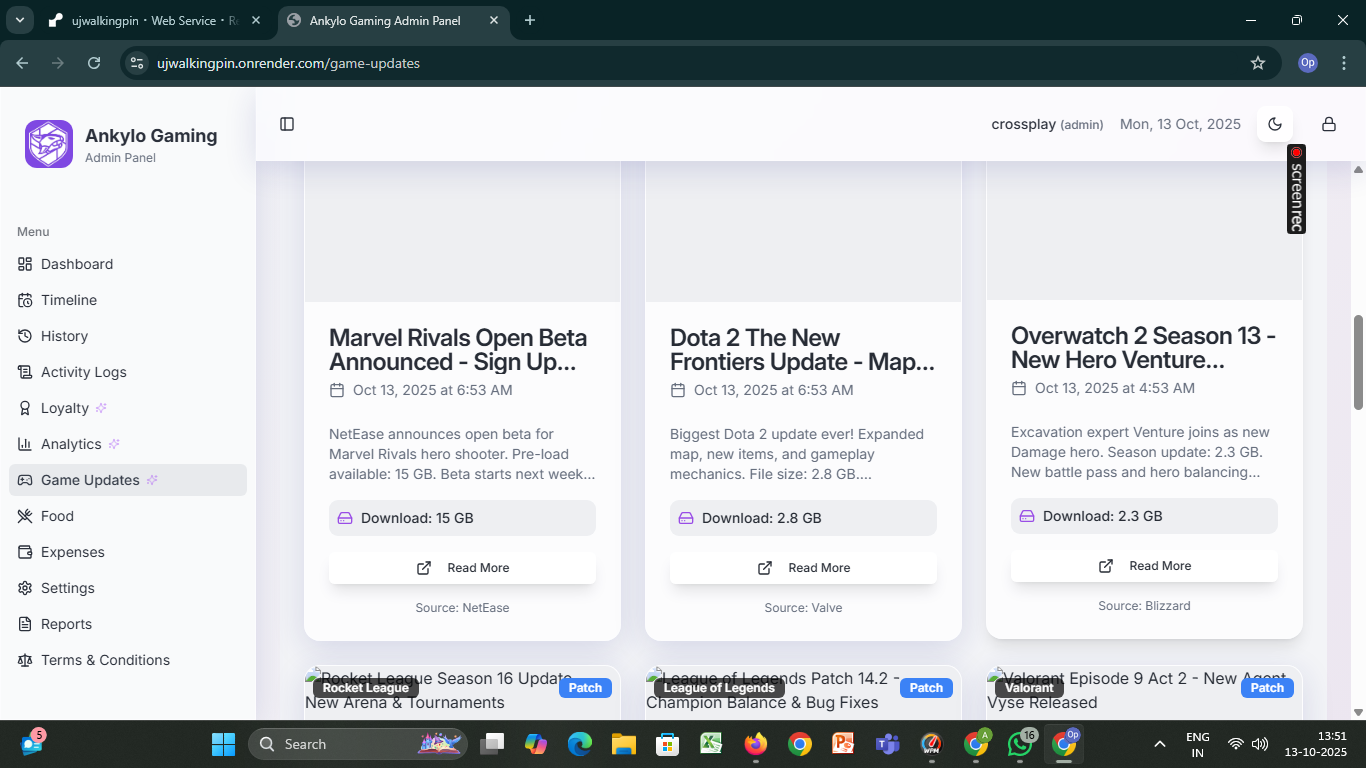 ujwalkingpin · Web Service · Re
Ankylo Gaming Admin Panel
ujwalkingpin.onrender.com/game-updates
Op
Ankylo Gaming
Admin Panel
crossplay (admin)
Mon, 13 Oct, 2025
screenrec
Menu
Dashboard
Timeline
History
Activity Logs
Loyalty
Analytics
Game Updates
Food
Expenses
Settings
Reports
Terms & Conditions
Marvel Rivals Open Beta
Announced - Sign Up...
Oct 13, 2025 at 6:53 AM
NetEase announces open beta for
Marvel Rivals hero shooter. Pre-load
available: 15 GB. Beta starts next week...
Download: 15 GB
Read More
Source: NetEase
Dota 2 The New
Frontiers Update - Map...
Oct 13, 2025 at 6:53 AM
Biggest Dota 2 update ever! Expanded
map, new items, and gameplay
mechanics. File size: 2.8 GB....
Download: 2.8 GB
Read More
Source: Valve
Overwatch 2 Season 13 -
New Hero Venture...
Oct 13, 2025 at 4:53 AM
Excavation expert Venture joins as new
Damage hero. Season update: 2.3 GB.
New battle pass and hero balancing...
Download: 2.3 GB
Read More
Source: Blizzard
Rocket League Season 16 Update
New Arena & Tournaments
Rocket League
Patch
League of Legends Patch 14.2 -
Champion Balance & Bug Fixes
League of Legends
Patch
Valorant Episode 9 Act 2 - New Agent
Vyse Released
Valorant
Patch
5
Search
WPM
A
16
Op
ENG
IN
13:51
13-10-2025